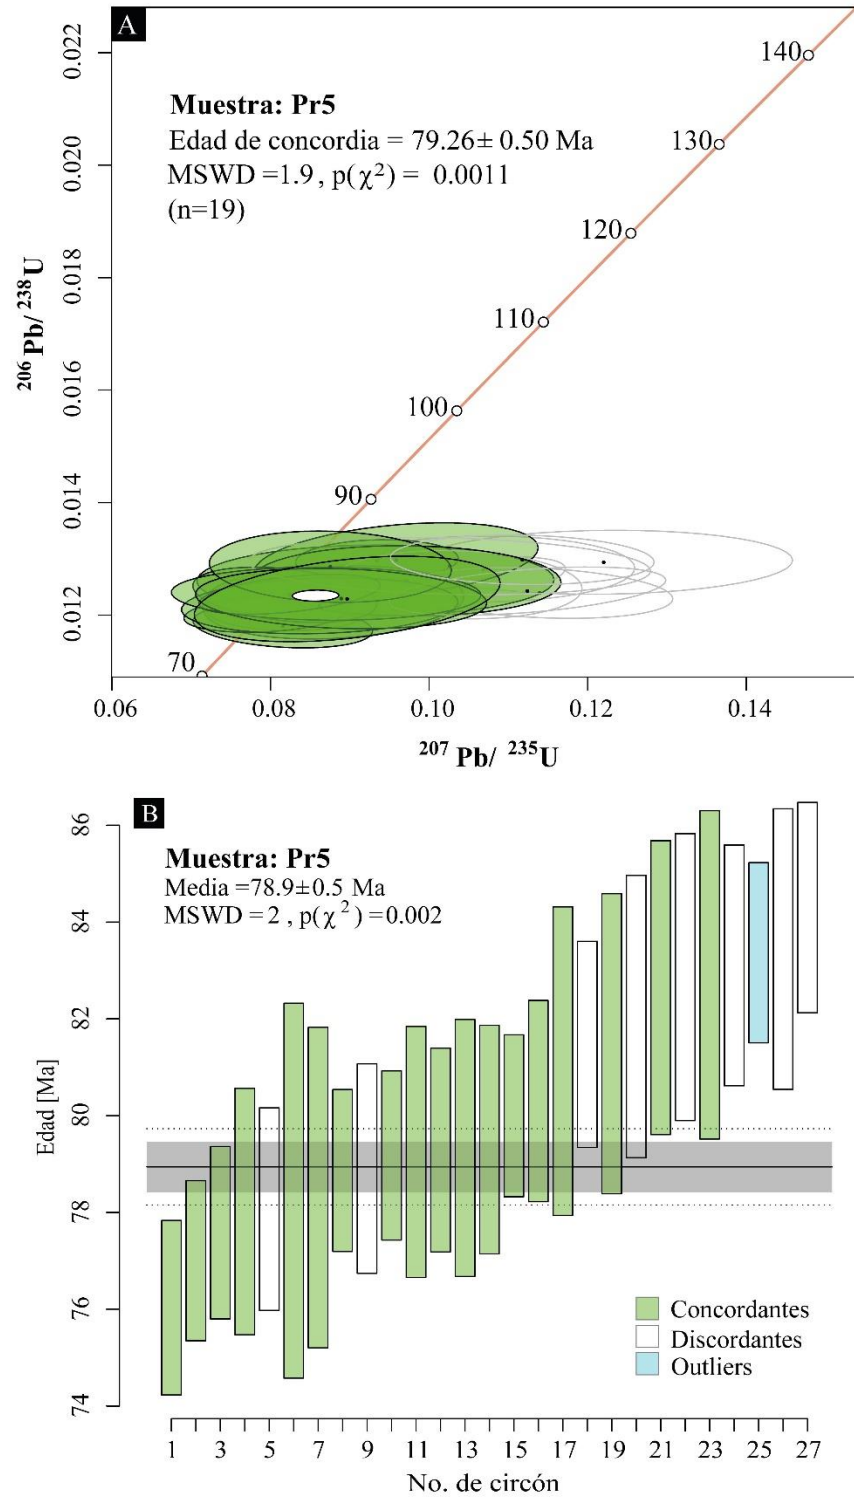 A
Muestra: Pr5
Edad de concordia = 79.26± 0.50 Ma
MSWD =1.9 , p(χ²) = 0.0011
(n=19)
140
130
120
110
100
90
70
0.022
0.020
0.018
0.016
0.014
0.012
²⁰⁶Pb/ ²³⁸U
0.06 0.08 0.10 0.12 0.14
²⁰⁷Pb/ ²³⁵U
B
Muestra: Pr5
Media =78.9±0.5 Ma
MSWD =2 , p(χ²) =0.002
86
84
82
80
78
76
74
Edad [Ma]
Concordantes
Discordantes
Outliers
1 3 5 7 9 11 13 15 17 19 21 23 25 27
No. de circón